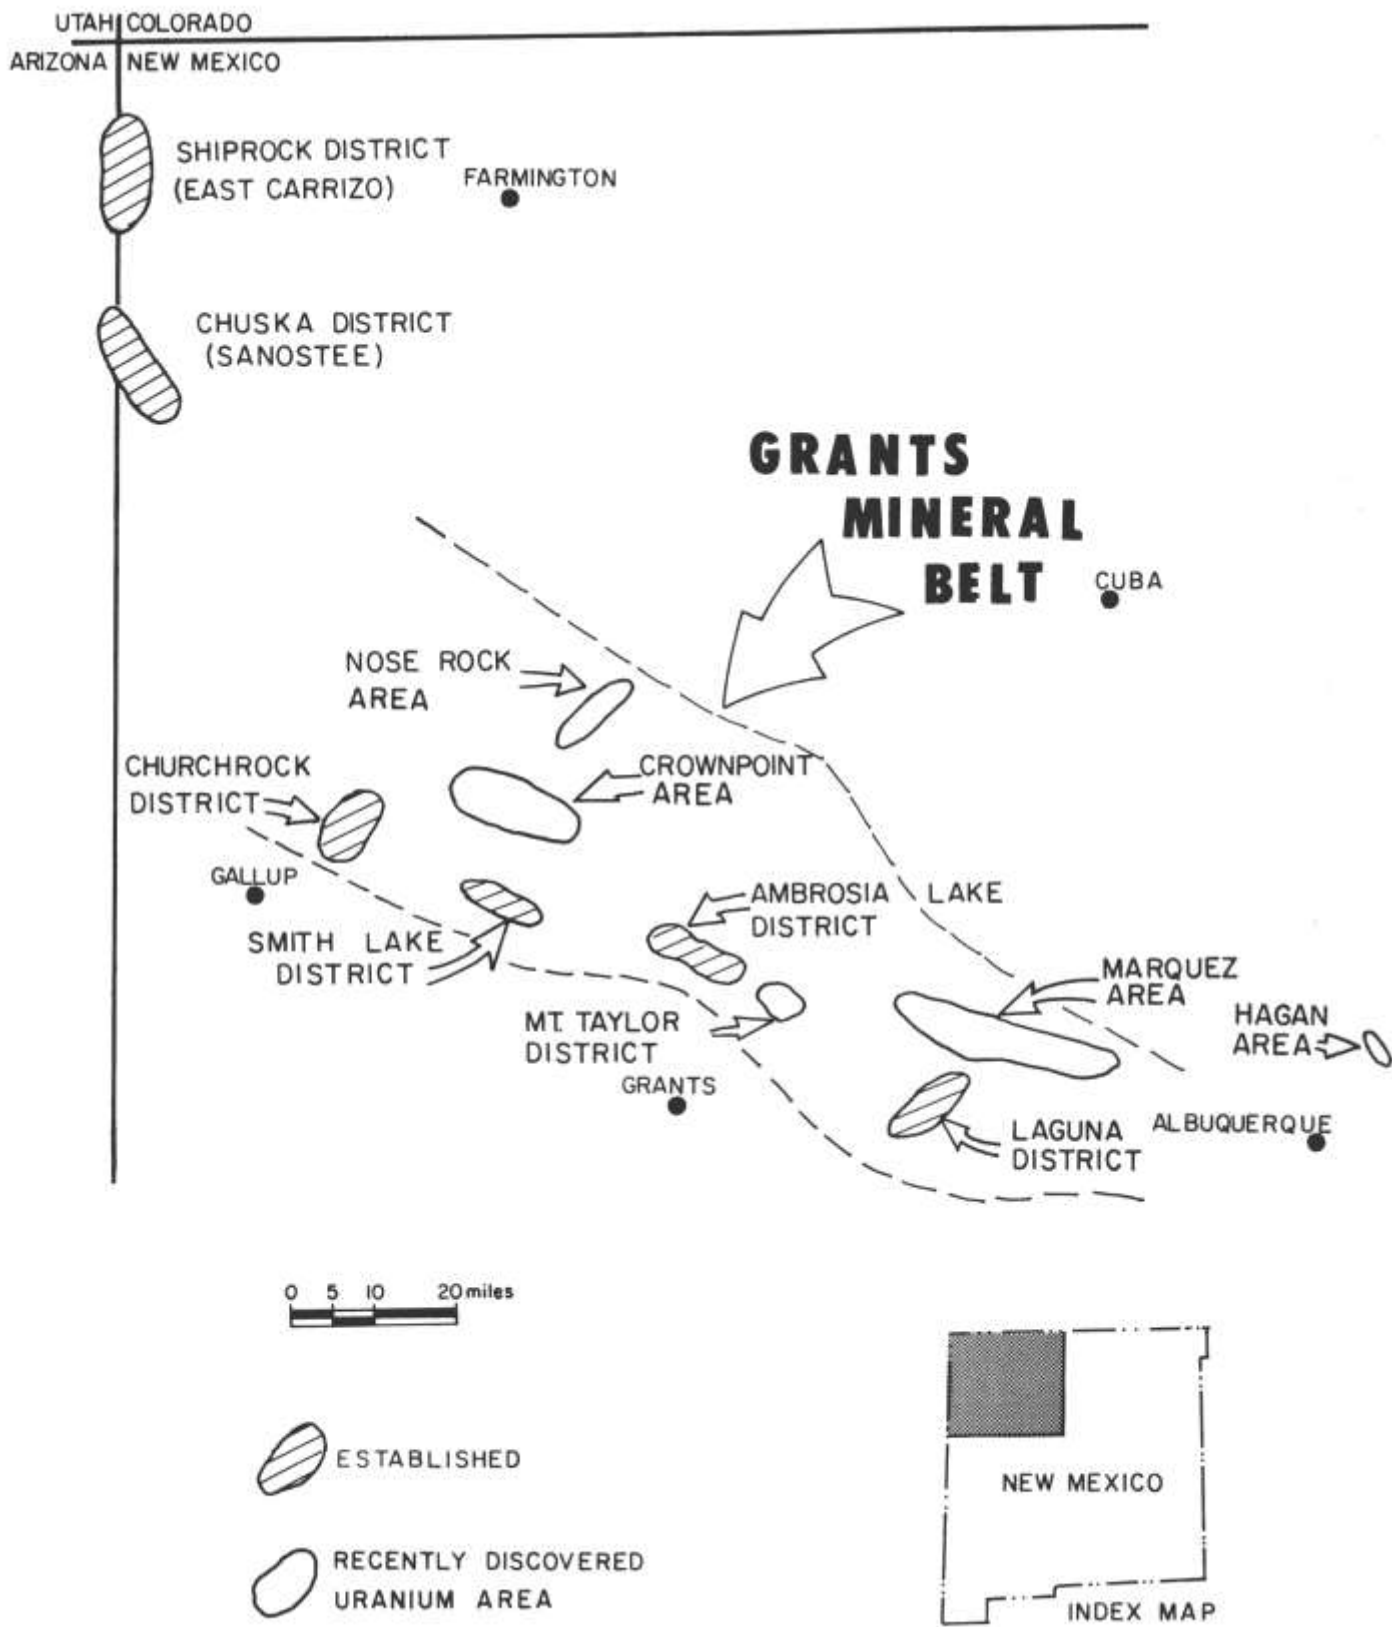 UTAH COLORADO
ARIZONA NEW MEXICO
SHIPROCK DISTRICT
(EAST CARRIZO)
FARMINGTON
CHUSKA DISTRICT
(SANOSTEE)
GRANTS
MINERAL
BELT
CUBA
NOSE ROCK
AREA
CHURCHROCK
DISTRICT
CROWNPOINT
AREA
GALLUP
SMITH LAKE
DISTRICT
AMBROSIA LAKE
DISTRICT
MARQUEZ
AREA
MT. TAYLOR
DISTRICT
HAGAN
AREA
GRANTS
LAGUNA
DISTRICT
ALBUQUERQUE
0 5 10 20 miles
ESTABLISHED
RECENTLY DISCOVERED
URANIUM AREA
NEW MEXICO
INDEX MAP